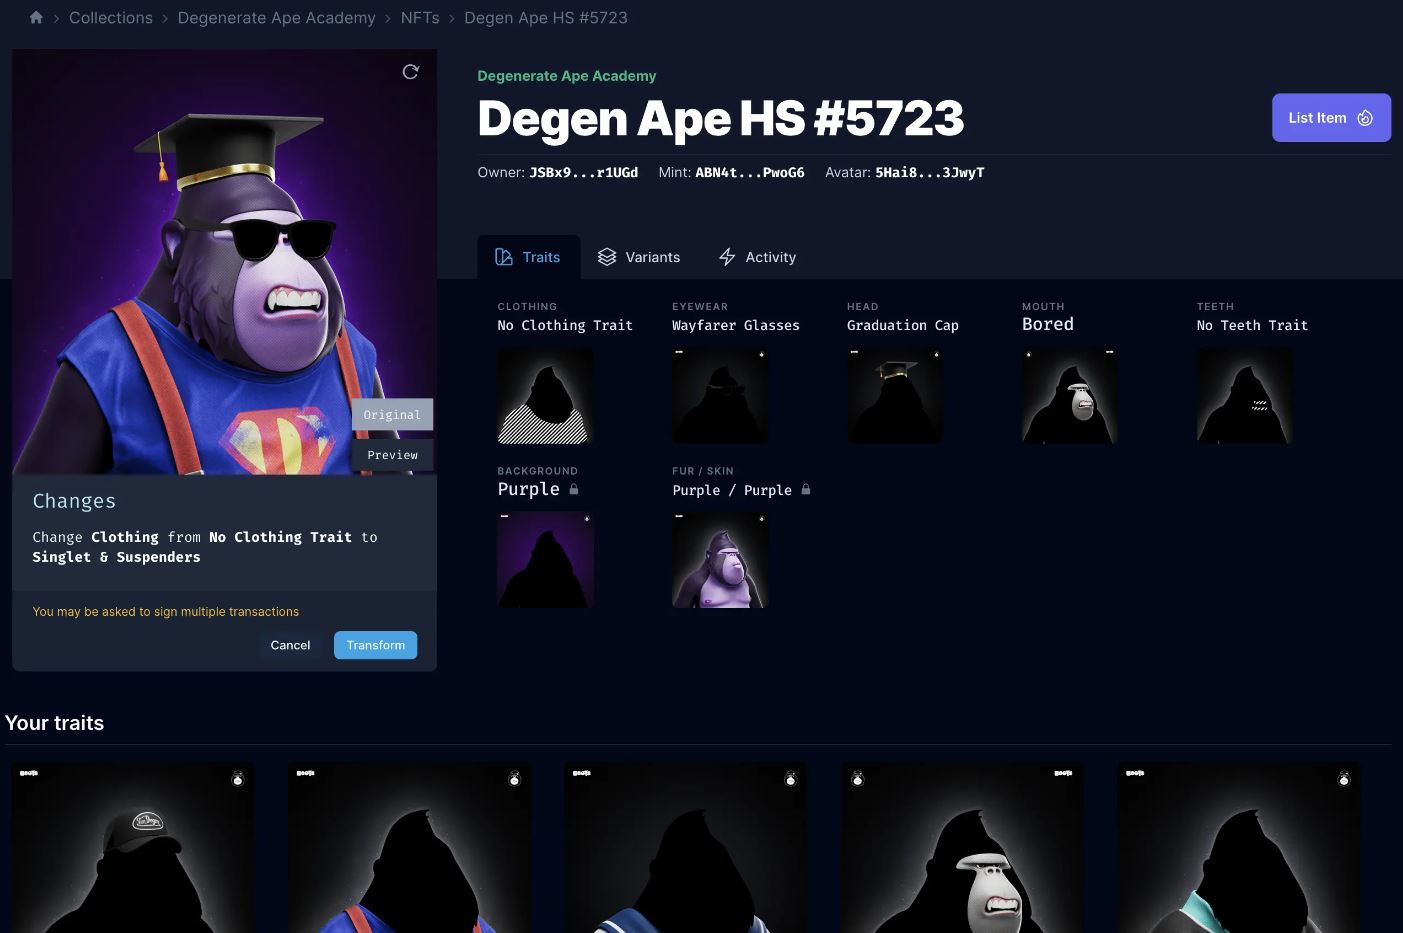 Collections > Degenerate Ape Academy > NFTs > Degen Ape HS #5723
Degenerate Ape Academy
Degen Ape HS #5723
List Item
Owner: JSBx9...r1UGd Mint: ABN4t...PwoG6 Avatar: 5Hai8...3JwyT
Traits Variants Activity
CLOTHING
No Clothing Trait
EYEWEAR
Wayfarer Glasses
HEAD
Graduation Cap
MOUTH
Bored
TEETH
No Teeth Trait
BACKGROUND
Purple
FUR / SKIN
Purple / Purple
Original
Preview
Changes
Change Clothing from No Clothing Trait to
Singlet & Suspenders
You may be asked to sign multiple transactions
Cancel Transform
Your traits